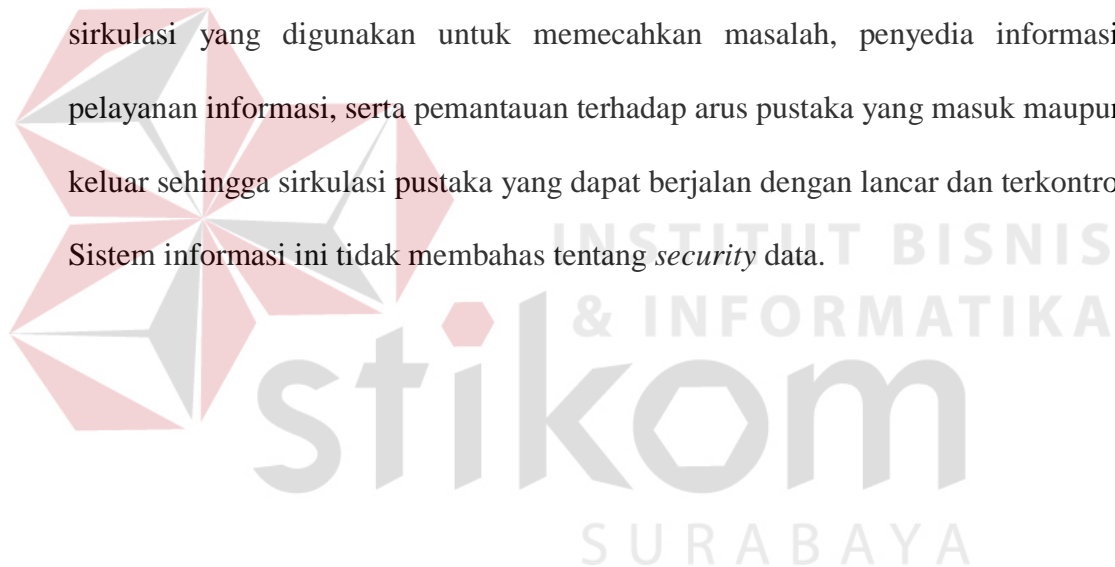 sirkulasi yang digunakan untuk memecahkan masalah, penyedia informasi
pelayanan informasi, serta pemantauan terhadap arus pustaka yang masuk maupun
keluar sehingga sirkulasi pustaka yang dapat berjalan dengan lancar dan terkontro
Sistem informasi ini tidak membahas tentang security data.
INSTITUT BISNIS
& INFORMATIKA
stikom
SURABAYA